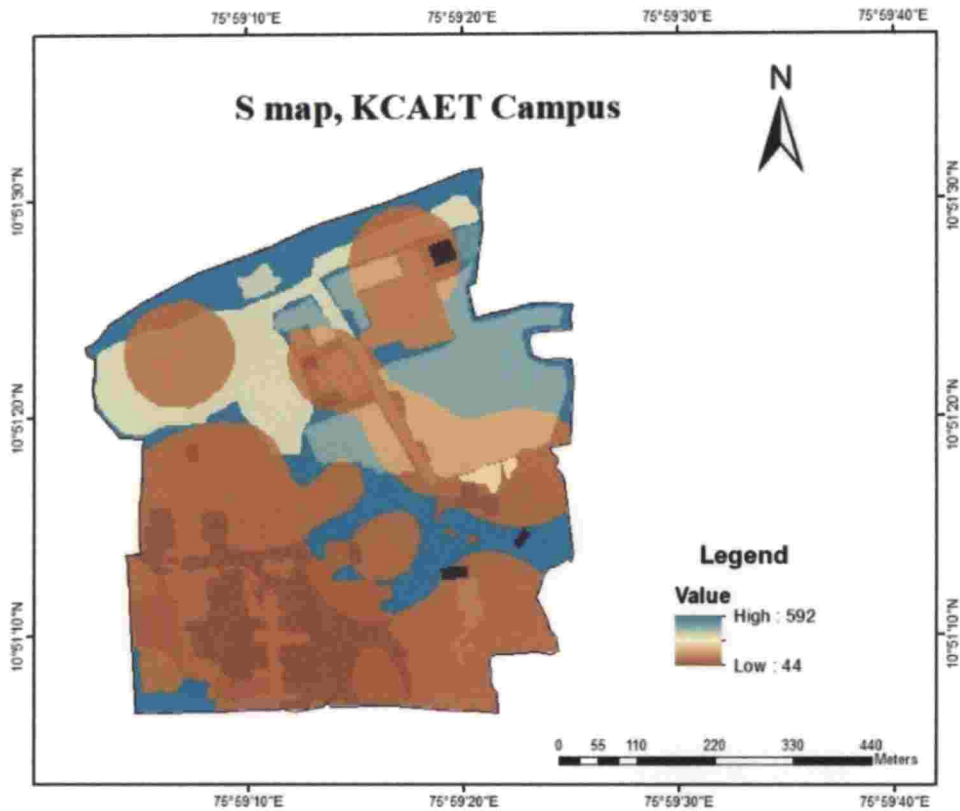 75°59'10"E 75°59'20"E 75°59'30"E 75°59'40"E
N
S map, KCAET Campus
10°51'30"N 10°51'30"N
10°51'20"N 10°51'20"N
Legend
Value
High : 592
Low : 44
10°51'10"N 10°51'10"N
0 55 110 220 330 440
Meters
75°59'10"E 75°59'20"E 75°59'30"E 75°59'40"E